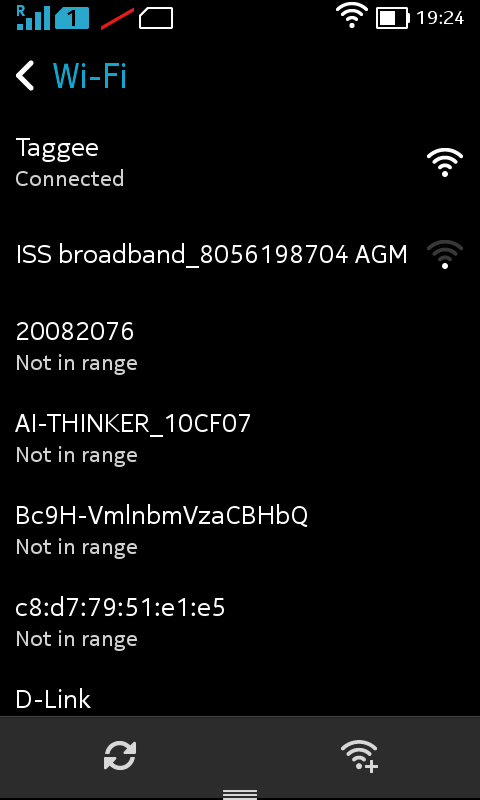 R
1
19:24
Wi-Fi
Taggee
Connected
ISS broadband_8056198704 AGM
20082076
Not in range
AI-THINKER_10CF07
Not in range
Bc9H-VmlnbmVzaCBHbQ
Not in range
c8:d7:79:51:e1:e5
Not in range
D-Link